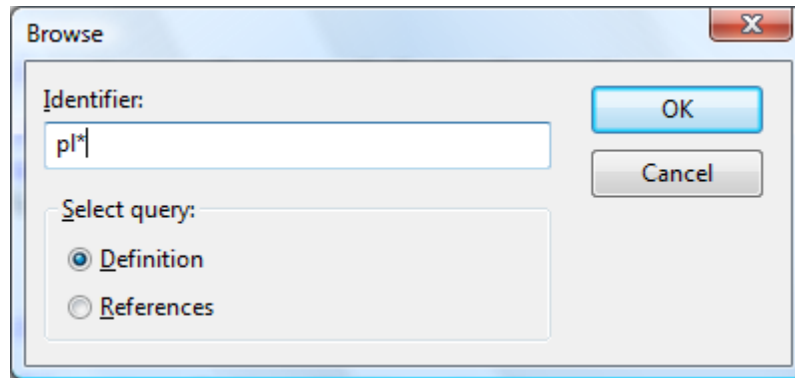 Browse
Identifier:
pl*
OK
Cancel
Select query:
Definition
References